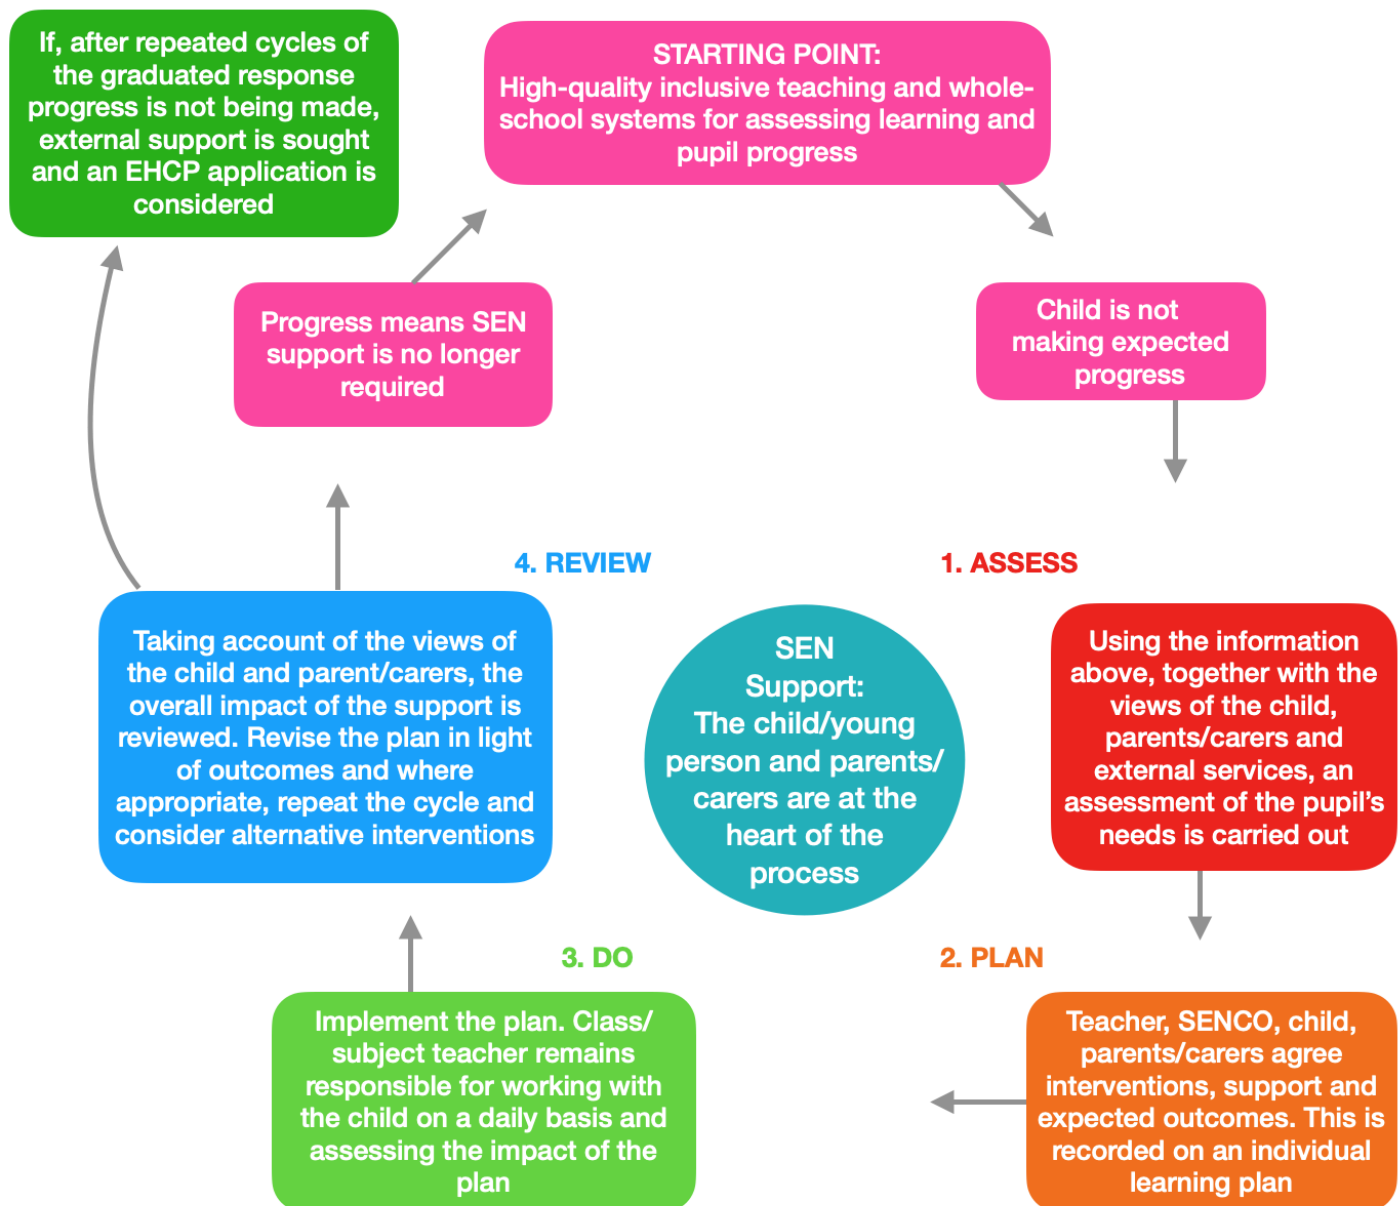 If, after repeated cycles of
the graduated response
progress is not being made,
external support is sought
and an EHCP application is
considered
STARTING POINT:
High-quality inclusive teaching and whole-
school systems for assessing learning and
pupil progress
Progress means SEN
support is no longer
required
Child is not
making expected
progress
4. REVIEW
1. ASSESS
Taking account of the views of
the child and parent/carers, the
overall impact of the support is
reviewed. Revise the plan in light
of outcomes and where
appropriate, repeat the cycle and
consider alternative interventions
SEN
Support:
The child/young
person and parents/
carers are at the
heart of the
process
Using the information
above, together with the
views of the child,
parents/carers and
external services, an
assessment of the pupil’s
needs is carried out
3. DO
2. PLAN
Implement the plan. Class/
subject teacher remains
responsible for working with
the child on a daily basis and
assessing the impact of the
plan
Teacher, SENCO, child,
parents/carers agree
interventions, support and
expected outcomes. This is
recorded on an individual
learning plan